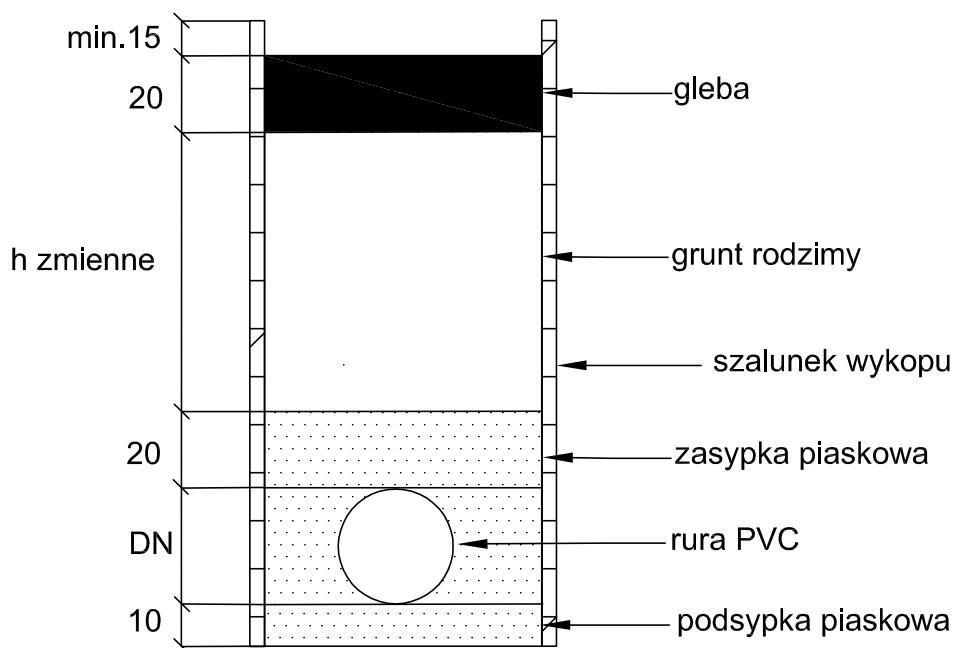 min.15
20
gleba
h zmienne
grunt rodzimy
szalunek wykopu
20
zasypka piaskowa
DN
rura PVC
10
podsypka piaskowa